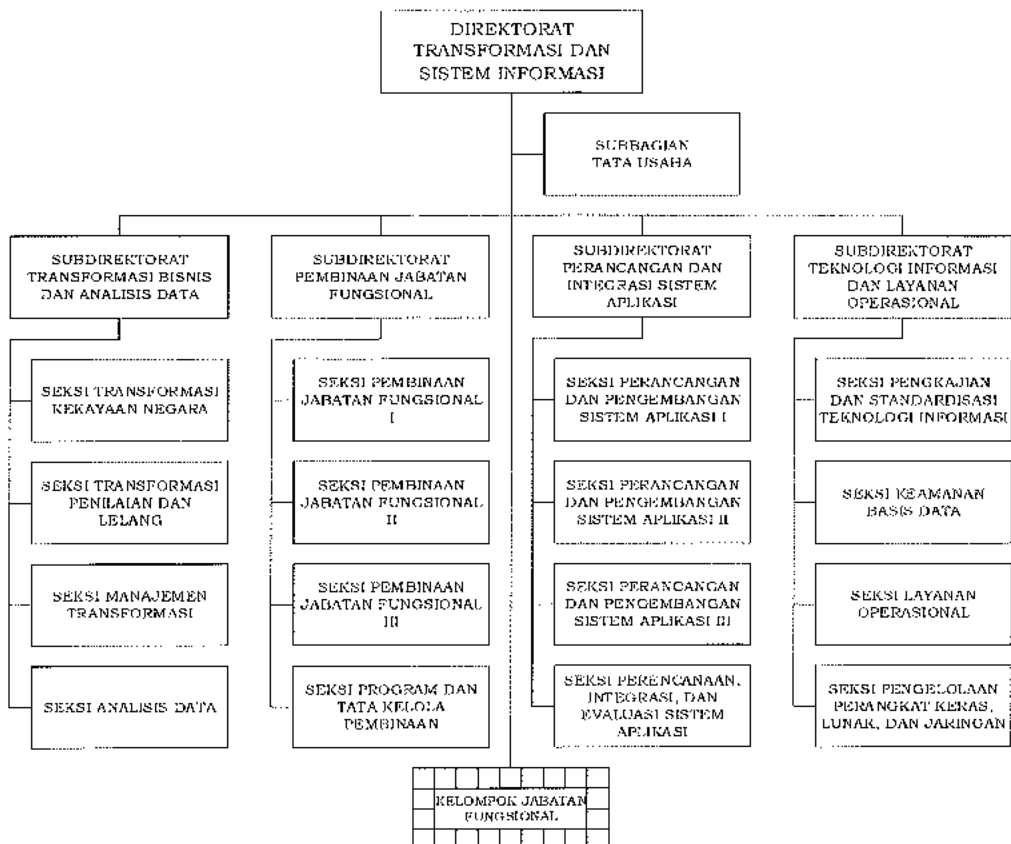 DIREKTORAT
TRANSFORMASI DAN
SISTEM INFORMASI
SUBBAGIAN
TATA USAHA
SUBDIREKTORAT
TRANSFORMASI BISNIS
DAN ANALISIS DATA
SUBDIREKTORAT
PEMBINAAN JABATAN
FUNGSIONAL
SUBDIREKTORAT
PERANCANGAN DAN
INTEGRASI SISTEM
APLIKASI
SUBDIREKTORAT
TEKNOLOGI INFORMASI
DAN LAYANAN
OPERASIONAL
SEKSI TRANSFORMASI
KEKAYAAN NEGARA
SEKSI PEMBINAAN
JABATAN FUNGSIONAL
I
SEKSI PERANCANGAN
DAN PENGEMBANGAN
SISTEM APLIKASI I
SEKSI PENGKAJIAN
DAN STANDARDISASI
TEKNOLOGI INFORMASI
SEKSI TRANSFORMASI
PENILAIAN DAN
LELANG
SEKSI PEMBINAAN
JABATAN FUNGSIONAL
II
SEKSI PERANCANGAN
DAN PENGEMBANGAN
SISTEM APLIKASI II
SEKSI KEAMANAN
BASIS DATA
SEKSI MANAJEMEN
TRANSFORMASI
SEKSI PEMBINAAN
JABATAN FUNGSIONAL
III
SEKSI PERANCANGAN
DAN PENGEMBANGAN
SISTEM APLIKASI III
SEKSI LAYANAN
OPERASIONAL
SEKSI ANALISIS DATA
SEKSI PROGRAM DAN
TATA KELOLA
PEMBINAAN
SEKSI PERENCANAAN,
INTEGRASI, DAN
EVALUASI SISTEM
APLIKASI
SEKSI PENGELOLAAN
PERANGKAT KERAS,
LUNAK, DAN JARINGAN
KELOMPOK JABATAN
FUNGSIONAL